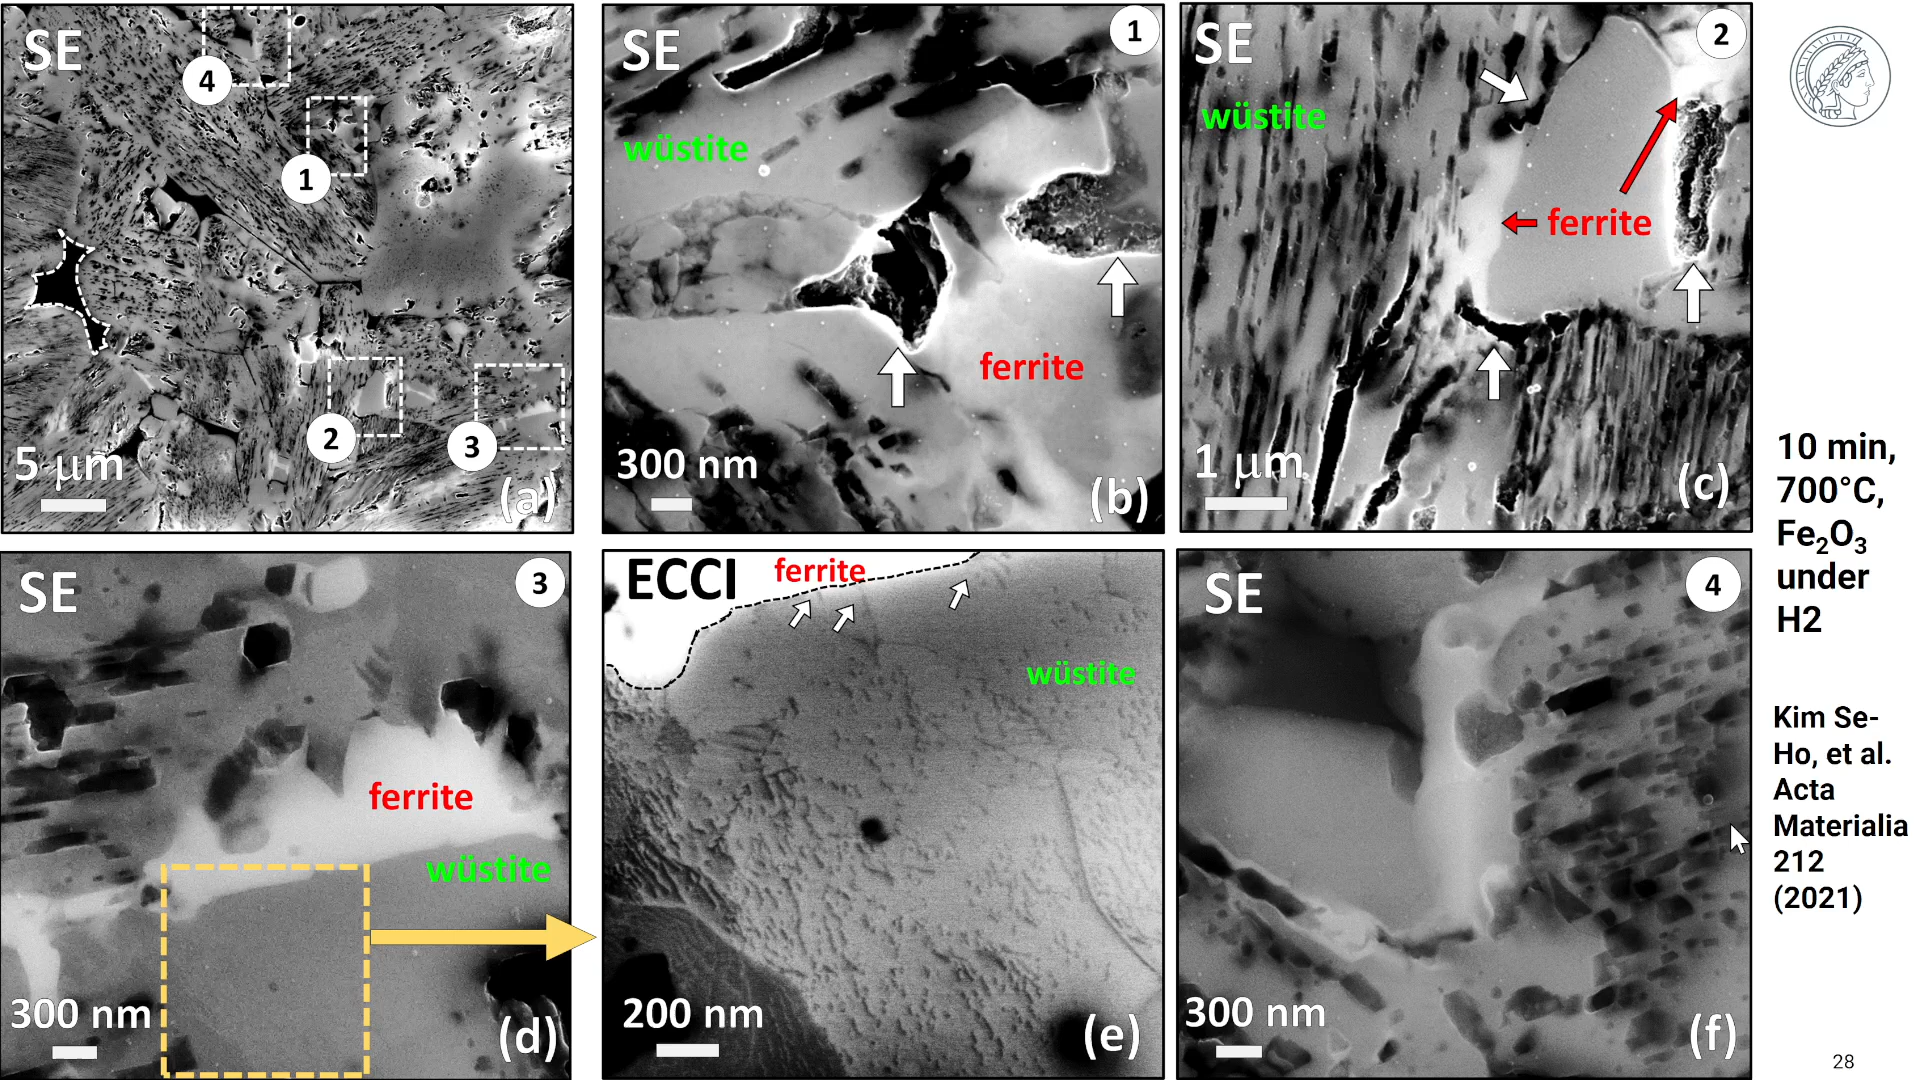 SE
4
1
2
3
5 μm
(a)
SE
1
wüstite
ferrite
300 nm
(b)
SE
2
wüstite
ferrite
1 μm
(c)
SE
3
ferrite
wüstite
300 nm
(d)
ECCI
ferrite
wüstite
200 nm
(e)
SE
4
300 nm
(f)
10 min,
700°C,
Fe₂O₃
under
H2
Kim Se-
Ho, et al.
Acta
Materialia
212
(2021)
28